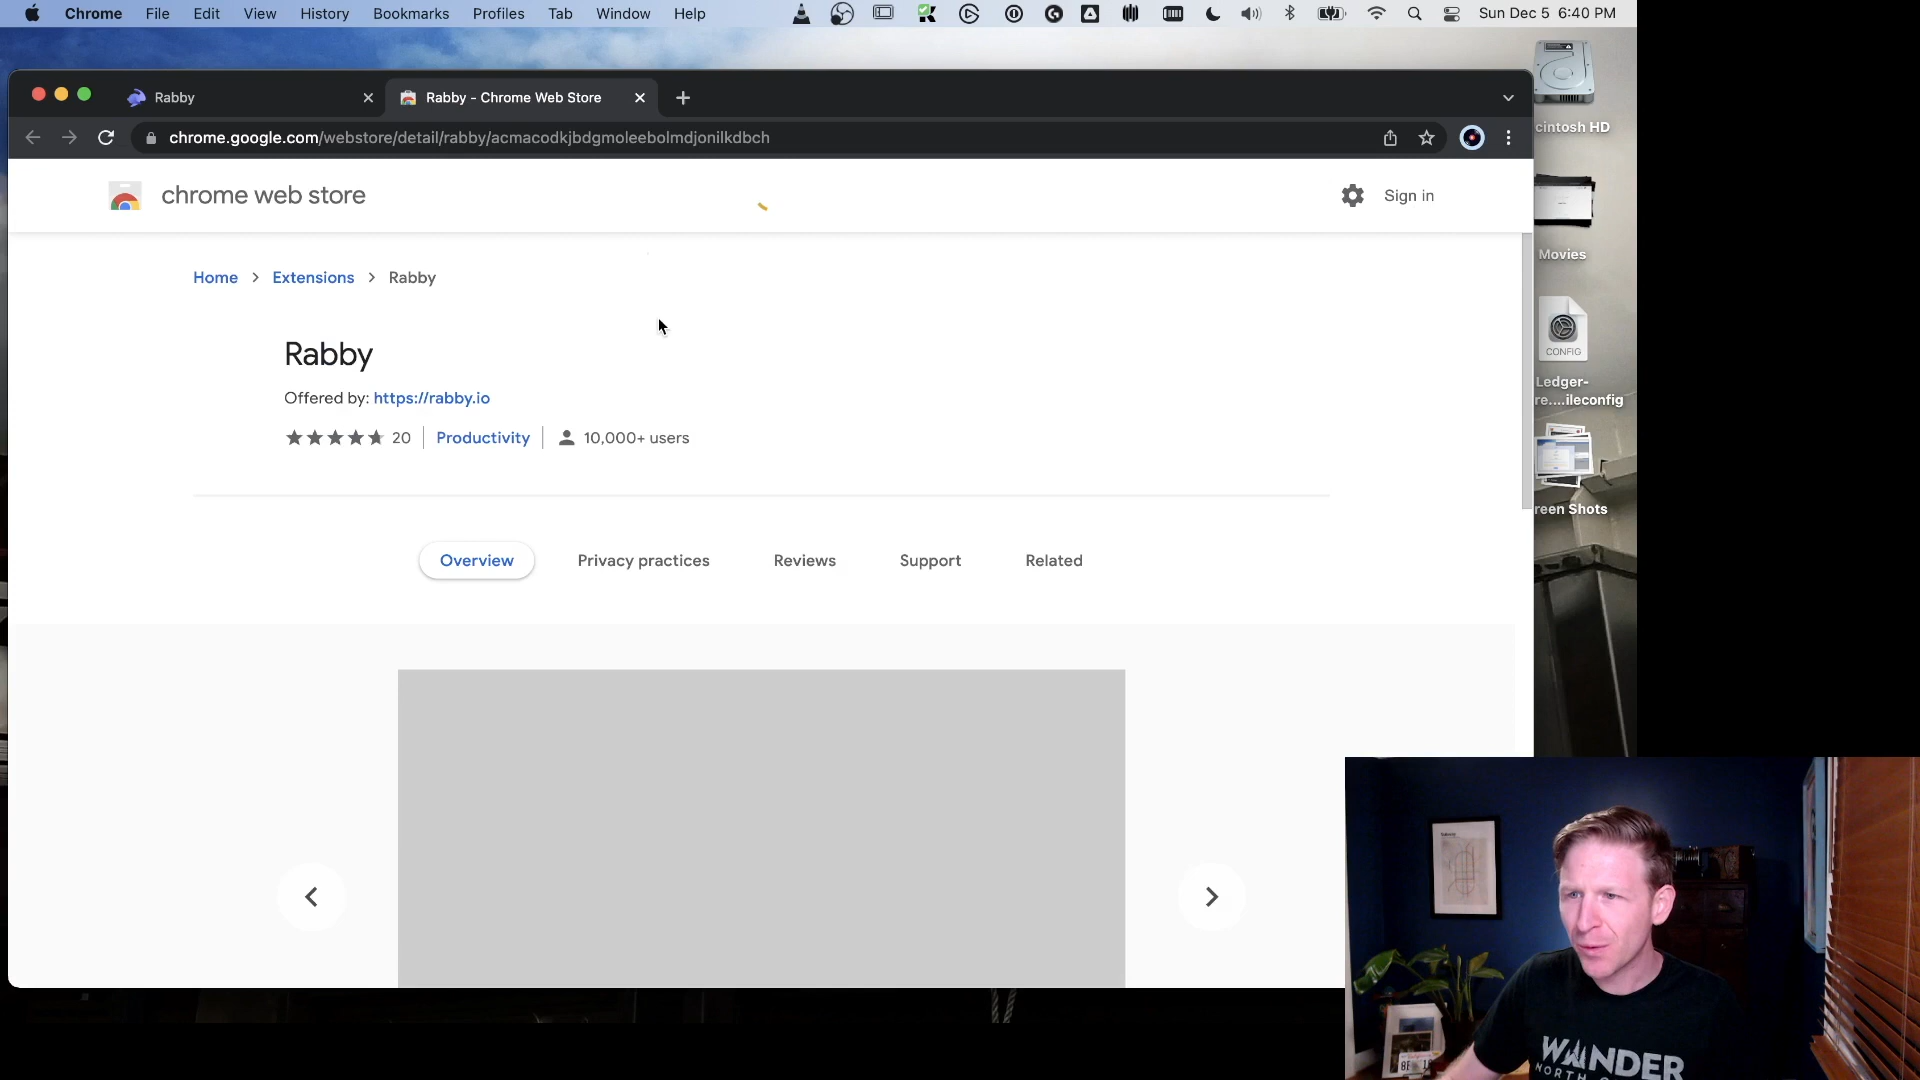 Chrome File Edit View History Bookmarks Profiles Tab Window Help Sun Dec 5 6:40 PM
Rabby
Rabby - Chrome Web Store
chrome.google.com/webstore/detail/rabby/acmacodkjbdgmoleebolmdjonilkdbch
chrome web store
Sign in
Home > Extensions > Rabby
Rabby
Offered by: https://rabby.io
20 Productivity 10,000+ users
Overview Privacy practices Reviews Support Related
cintosh HD
Movies
CONFIG
Ledger-
re....ileconfig
reen Shots
WANDER